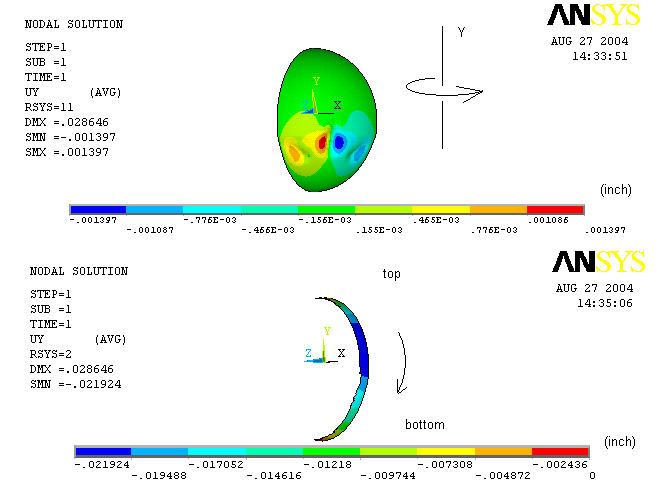 NODAL SOLUTION
ANSYS
AUG 27 2004
14:33:51
STEP=1
SUB =1
TIME=1
UY (AVG)
RSYS=11
DMX =.028646
SMN =-.001397
SMX =.001397
Y
Y
X
(inch)
-.001397 -.776E-03 -.156E-03 .465E-03 .001086
-.001087 -.466E-03 .155E-03 .776E-03 .001397
NODAL SOLUTION
ANSYS
AUG 27 2004
14:35:06
top
STEP=1
SUB =1
TIME=1
UY (AVG)
RSYS=2
DMX =.028646
SMN =-.021924
Y
Z X
bottom
(inch)
-.021924 -.017052 -.01218 -.007308 -.002436
-.019488 -.014616 -.009744 -.004872 0